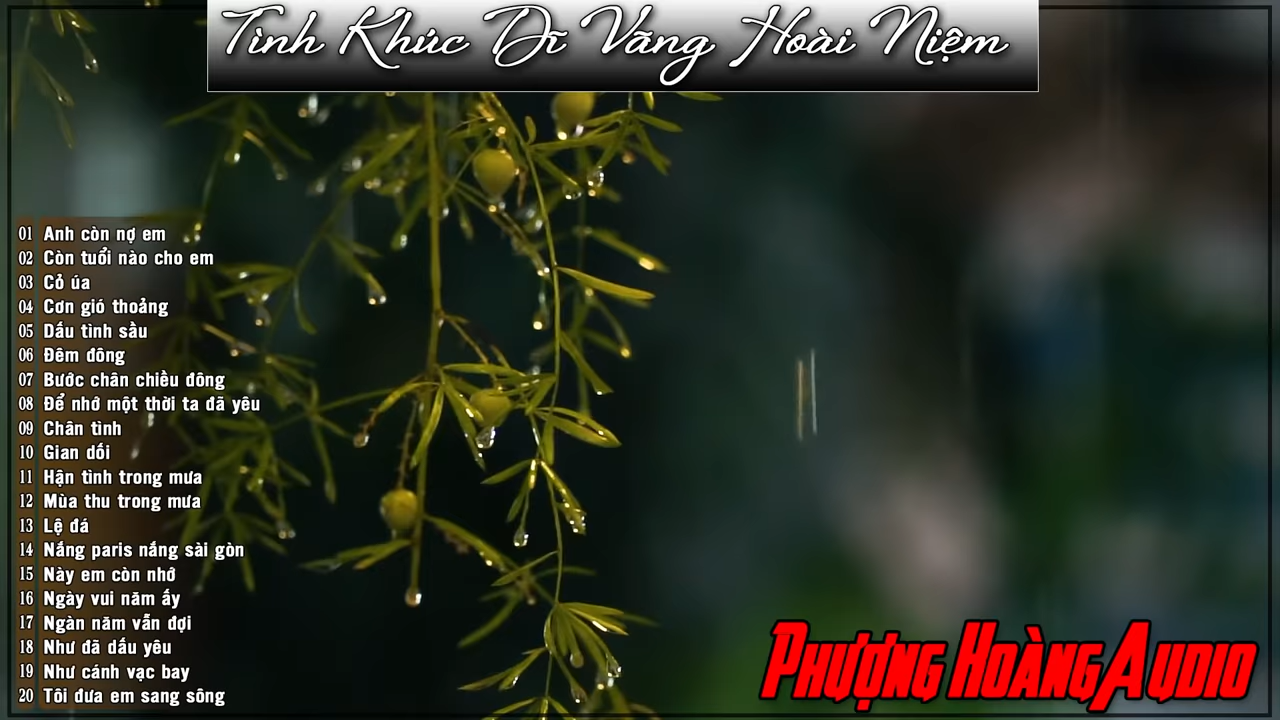 Tình Khúc Dĩ Vãng Hoài Niệm
01 Anh còn nợ em
02 Còn tuổi nào cho em
03 Cỏ úa
04 Cơn gió thoảng
05 Dấu tình sầu
06 Đêm đông
07 Bước chân chiều đông
08 Để nhớ một thời ta đã yêu
09 Chân tình
10 Gian dối
11 Hận tình trong mưa
12 Mùa thu trong mưa
13 Lệ đá
14 Nắng paris nắng sài gòn
15 Này em còn nhớ
16 Ngày vui năm ấy
17 Ngàn năm vẫn đợi
18 Như đã dấu yêu
19 Như cánh vạc bay
20 Tôi đưa em sang sông
PHƯỢNG HOÀNG AUDIO